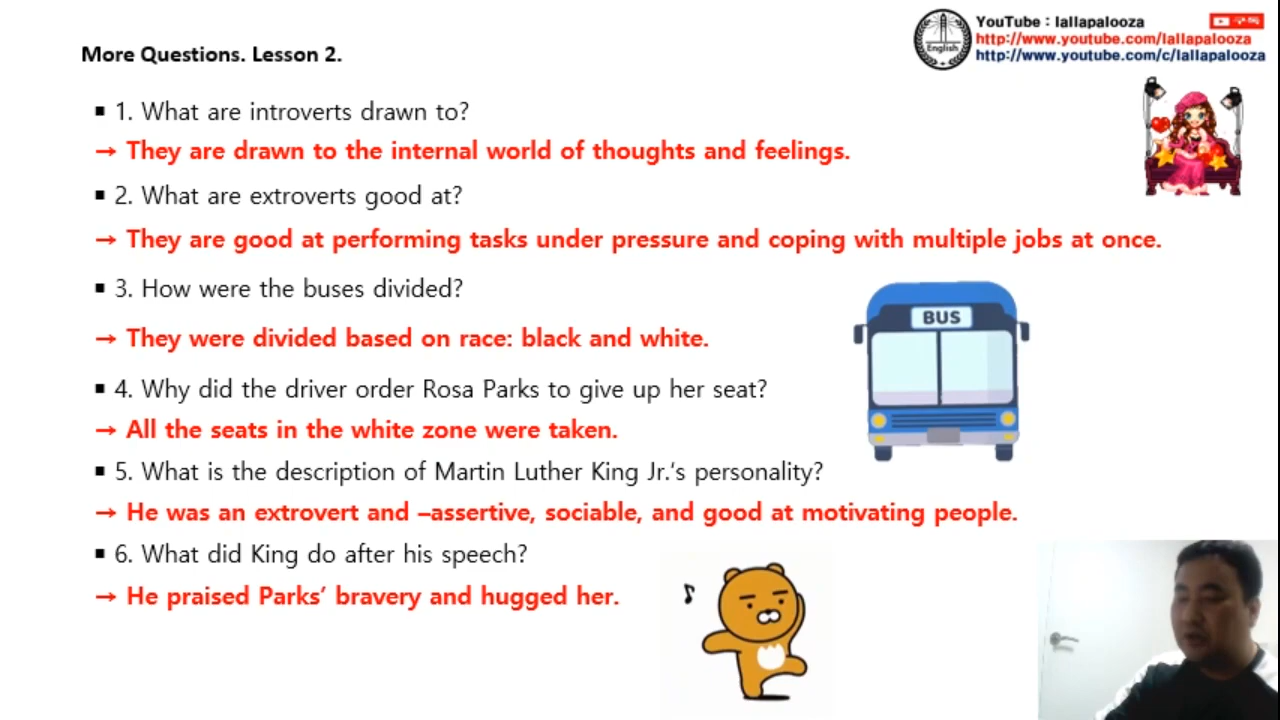 YouTube : lallapalooza
http://www.youtube.com/lallapalooza
http://www.youtube.com/c/lallapalooza
English
More Questions. Lesson 2.
▪ 1. What are introverts drawn to?
→ They are drawn to the internal world of thoughts and feelings.
▪ 2. What are extroverts good at?
→ They are good at performing tasks under pressure and coping with multiple jobs at once.
▪ 3. How were the buses divided?
→ They were divided based on race: black and white.
BUS
▪ 4. Why did the driver order Rosa Parks to give up her seat?
→ All the seats in the white zone were taken.
▪ 5. What is the description of Martin Luther King Jr.‘s personality?
→ He was an extrovert and –assertive, sociable, and good at motivating people.
▪ 6. What did King do after his speech?
→ He praised Parks’ bravery and hugged her.